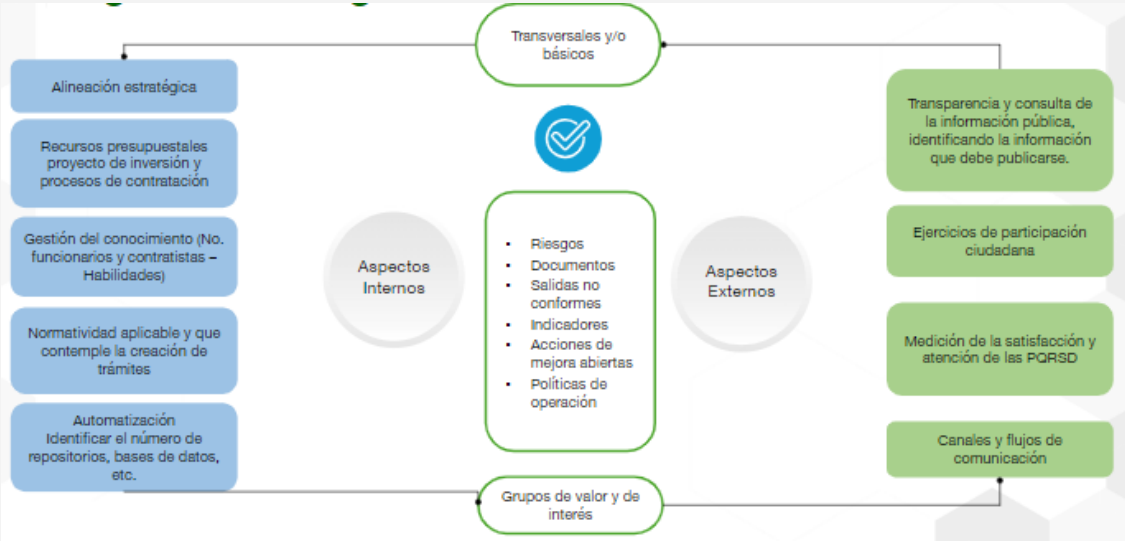 Transversales y/o
básicos
Alineación estratégica
Recursos presupuestales
proyecto de inversión y
procesos de contratación
Gestión del conocimiento (No.
funcionarios y contratistas –
Habilidades)
Normatividad aplicable y que
contemple la creación de
trámites
Automatización
Identificar el número de
repositorios, bases de datos,
etc.
Aspectos
Internos
▪ Riesgos
▪ Documentos
▪ Salidas no
conformes
▪ Indicadores
▪ Acciones de
mejora abiertas
▪ Políticas de
operación
Aspectos
Externos
Transparencia y consulta de
la información pública,
identificando la información
que debe publicarse.
Ejercicios de participación
ciudadana
Medición de la satisfacción y
atención de las PQRSD
Canales y flujos de
comunicación
Grupos de valor y de
interés